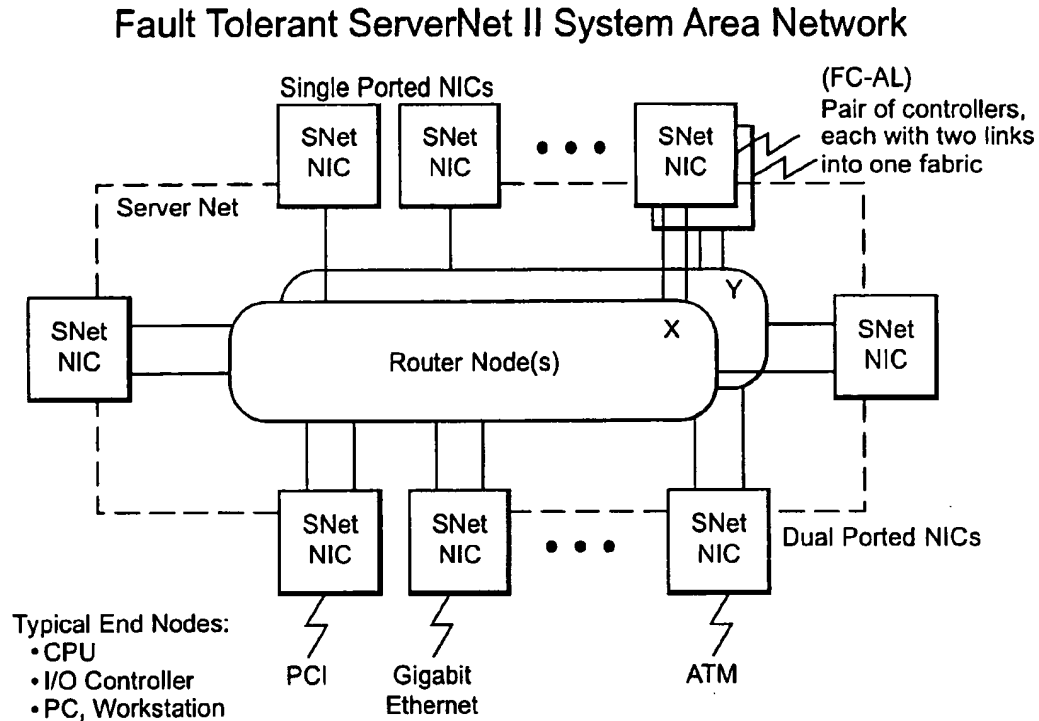 Fault Tolerant ServerNet II System Area Network
Single Ported NICs
(FC-AL)
Pair of controllers,
each with two links
into one fabric
SNet
NIC
SNet
NIC
• • •
SNet
NIC
Server Net
SNet
NIC
Y
X
Router Node(s)
SNet
NIC
SNet
NIC
SNet
NIC
• • •
SNet
NIC
Dual Ported NICs
Typical End Nodes:
• CPU
• I/O Controller
• PC, Workstation
PCI
Gigabit
Ethernet
ATM